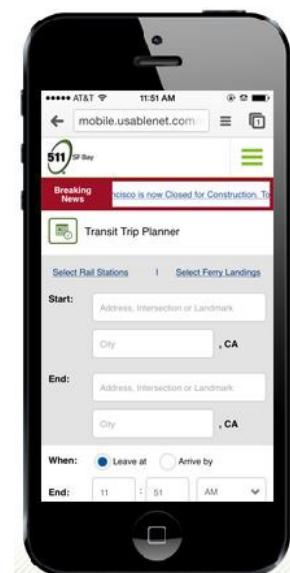 AT&T 11:51 AM
mobile.usablenet.com
1
511 SF Bay
Breaking News
ncisco is now Closed for Construction. To
Transit Trip Planner
Select Rail Stations | Select Ferry Landings
Start:
Address, Intersection or Landmark
City , CA
End:
Address, Intersection or Landmark
City , CA
When: Leave at Arrive by
End: 11 : 51 AM